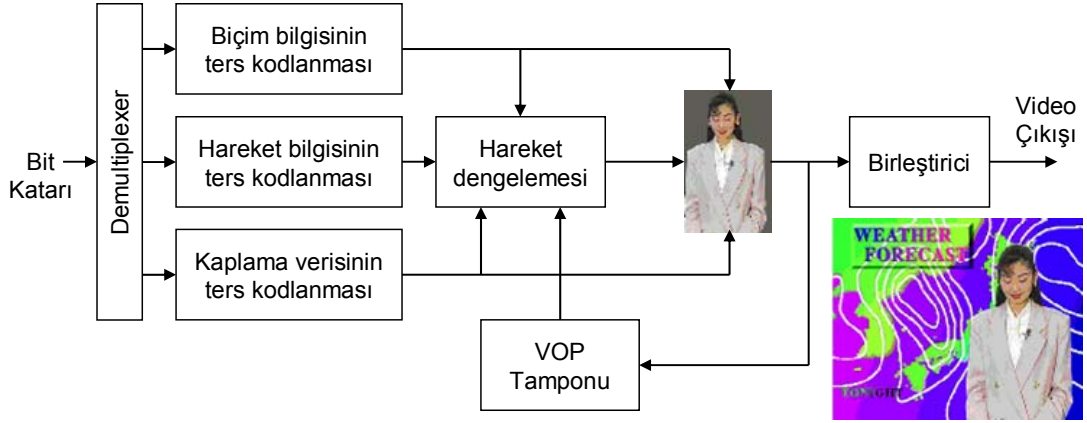 Bit
Katarı
Demultiplexer
Biçim bilgisinin
ters kodlanması
Hareket bilgisinin
ters kodlanması
Kaplama verisinin
ters kodlanması
Hareket
dengelemesi
VOP
Tamponu
Birleştirici
Video
Çıkışı
WEATHER
FORECAST
TONIGHT